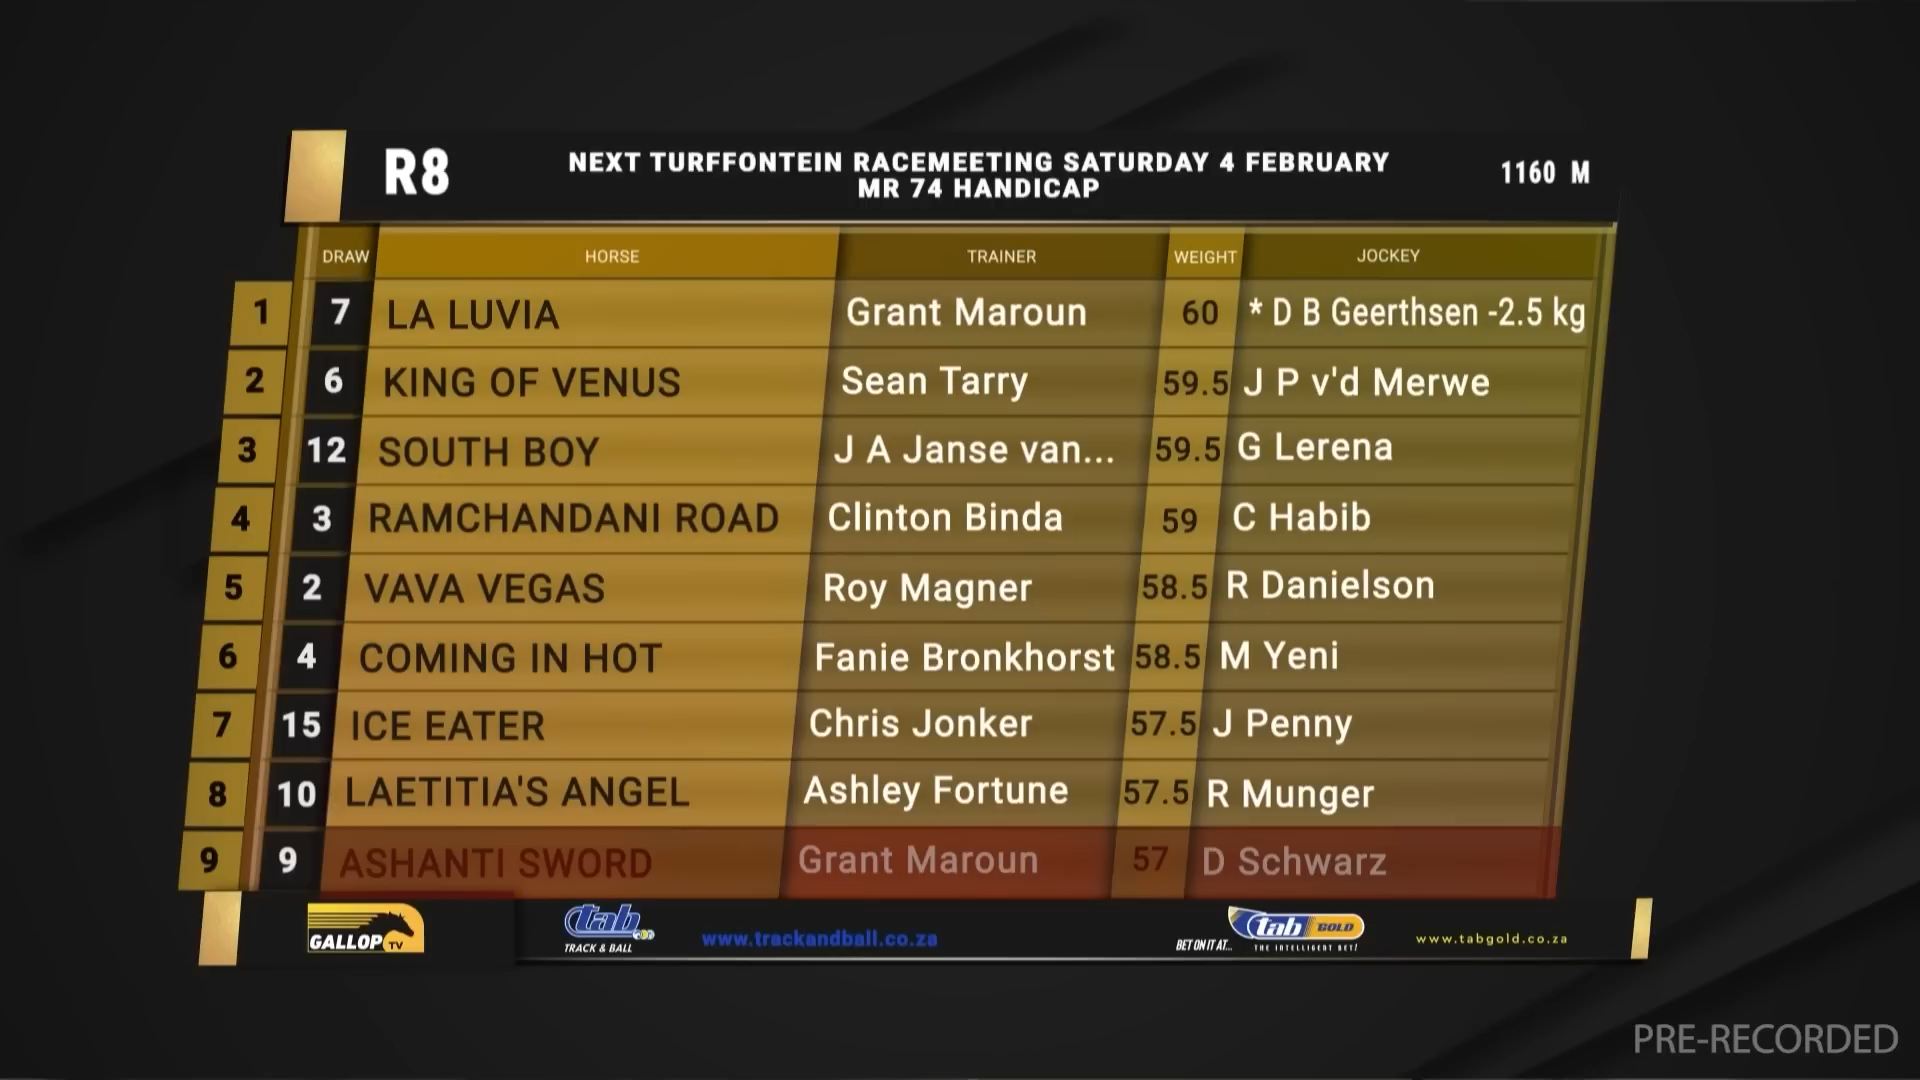 R8
NEXT TURFFONTEIN RACEMEETING SATURDAY 4 FEBRUARY
MR 74 HANDICAP
1160 M
DRAW HORSE TRAINER WEIGHT JOCKEY
1 7 LA LUVIA Grant Maroun 60 * D B Geerthsen -2.5 kg
2 6 KING OF VENUS Sean Tarry 59.5 J P v'd Merwe
3 12 SOUTH BOY J A Janse van... 59.5 G Lerena
4 3 RAMCHANDANI ROAD Clinton Binda 59 C Habib
5 2 VAVA VEGAS Roy Magner 58.5 R Danielson
6 4 COMING IN HOT Fanie Bronkhorst 58.5 M Yeni
7 15 ICE EATER Chris Jonker 57.5 J Penny
8 10 LAETITIA'S ANGEL Ashley Fortune 57.5 R Munger
9 9 ASHANTI SWORD Grant Maroun 57 D Schwarz
GALLOP TV
tab
TRACK & BALL
www.trackandball.co.za
BET ON IT AT...
tab GOLD
THE INTELLIGENT BET!
www.tabgold.co.za
PRE-RECORDED